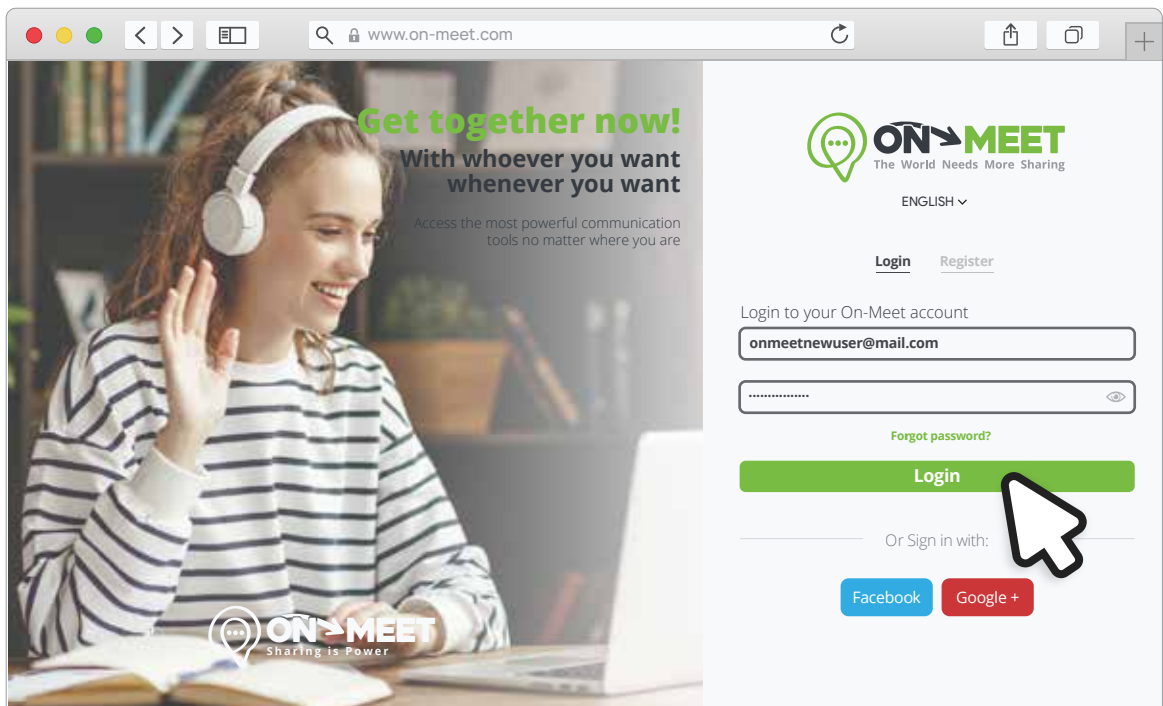 www.on-meet.com
Get together now!
With whoever you want
whenever you want
Access the most powerful communication
tools no matter where you are
ON MEET
Sharing is Power
ON MEET
The World Needs More Sharing
ENGLISH
Login Register
Login to your On-Meet account
onmeetnewuser@mail.com
Forgot password?
Login
Or Sign in with:
Facebook Google +